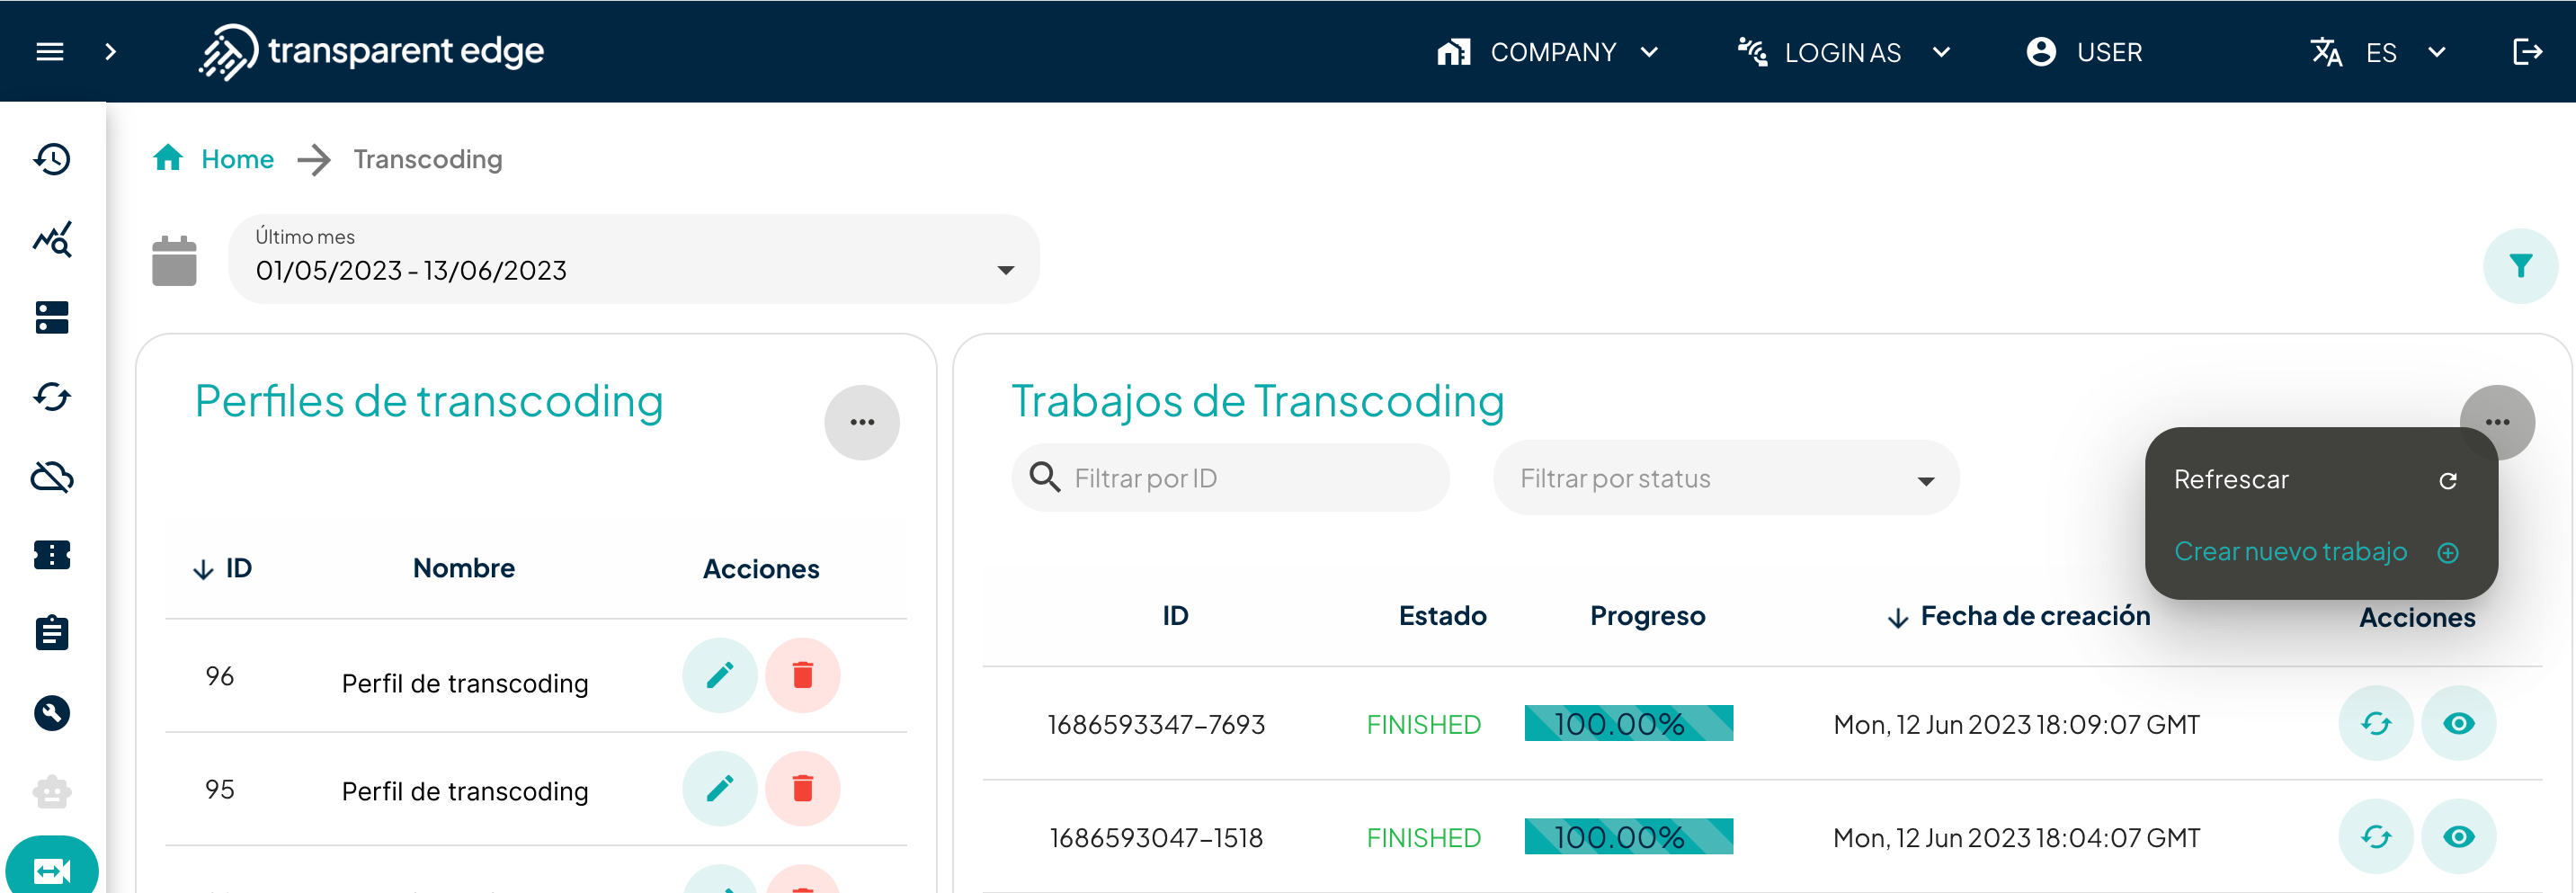 transparent edge
COMPANY
LOGIN AS
USER
ES
Home
Transcoding
Último mes
01/05/2023 - 13/06/2023
Perfiles de transcoding
ID Nombre Acciones
96 Perfil de transcoding
95 Perfil de transcoding
Trabajos de Transcoding
Filtrar por ID
Filtrar por status
Refrescar
Crear nuevo trabajo
ID Estado Progreso Fecha de creación Acciones
1686593347-7693 FINISHED 100.00% Mon, 12 Jun 2023 18:09:07 GMT
1686593047-1518 FINISHED 100.00% Mon, 12 Jun 2023 18:04:07 GMT